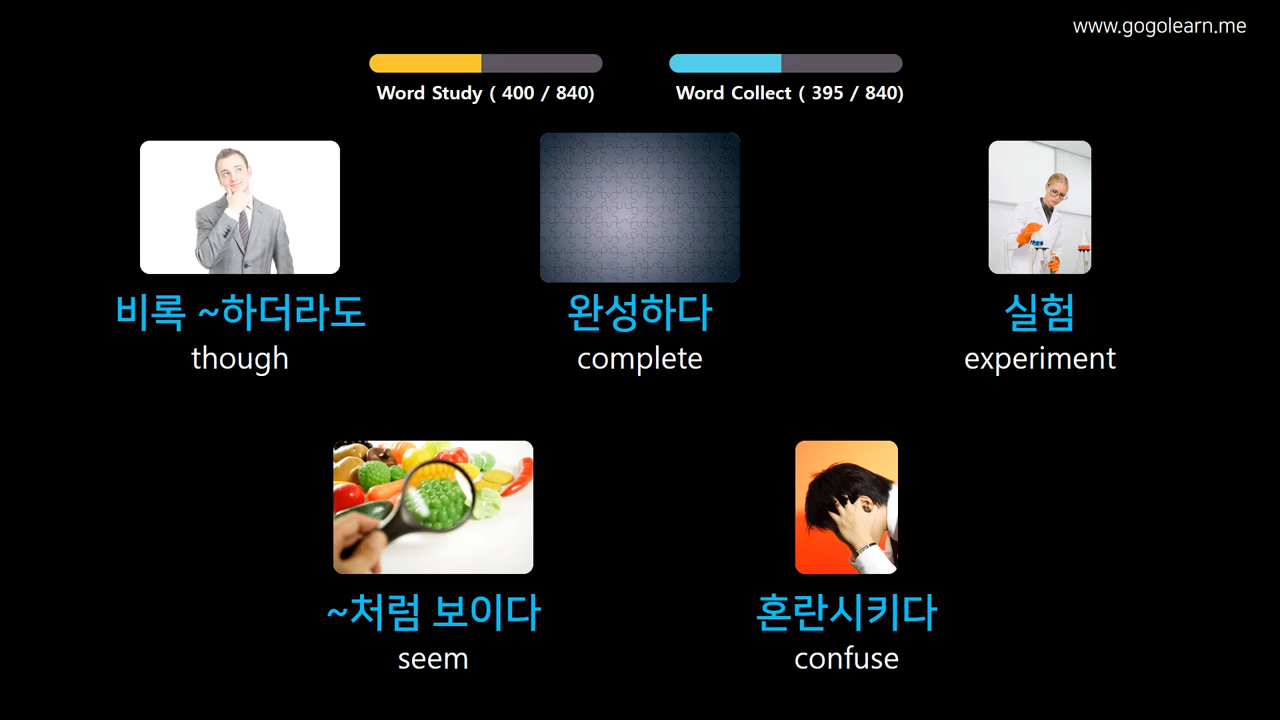 www.gogolearn.me
Word Study ( 400 / 840)
Word Collect ( 395 / 840)
비록 ~하더라도
though
완성하다
complete
실험
experiment
~처럼 보이다
seem
혼란시키다
confuse